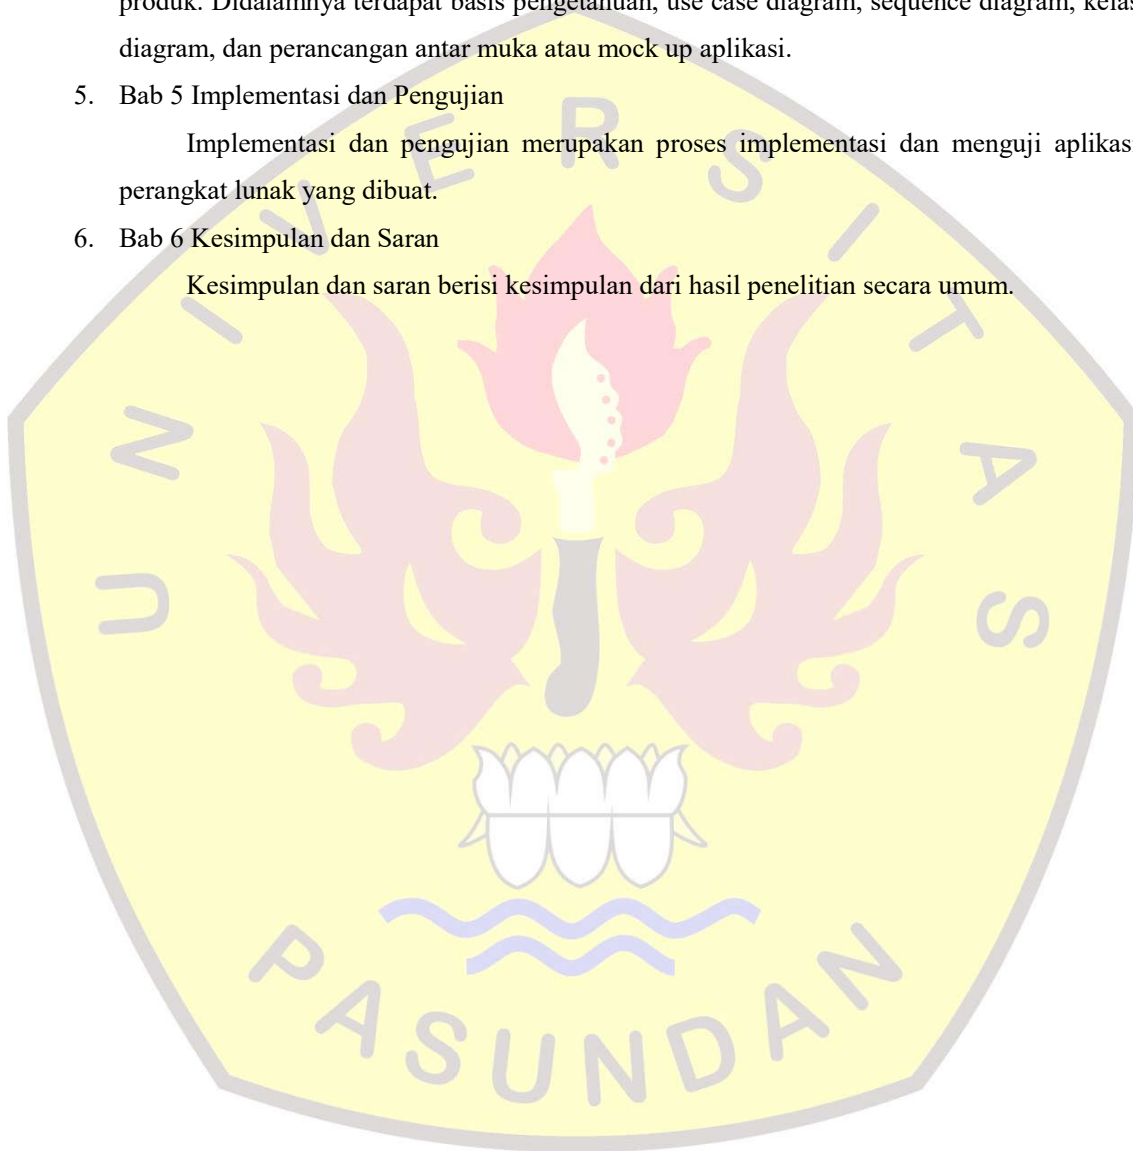 produk. Didalamnya terdapat basis pengetahuan, use case diagram, sequence diagram, kelas
diagram, dan perancangan antar muka atau mock up aplikasi.
5. Bab 5 Implementasi dan Pengujian
Implementasi dan pengujian merupakan proses implementasi dan menguji aplikas
perangkat lunak yang dibuat.
6. Bab 6 Kesimpulan dan Saran
Kesimpulan dan saran berisi kesimpulan dari hasil penelitian secara umum.
UNIVERSITAS
PASUNDAN